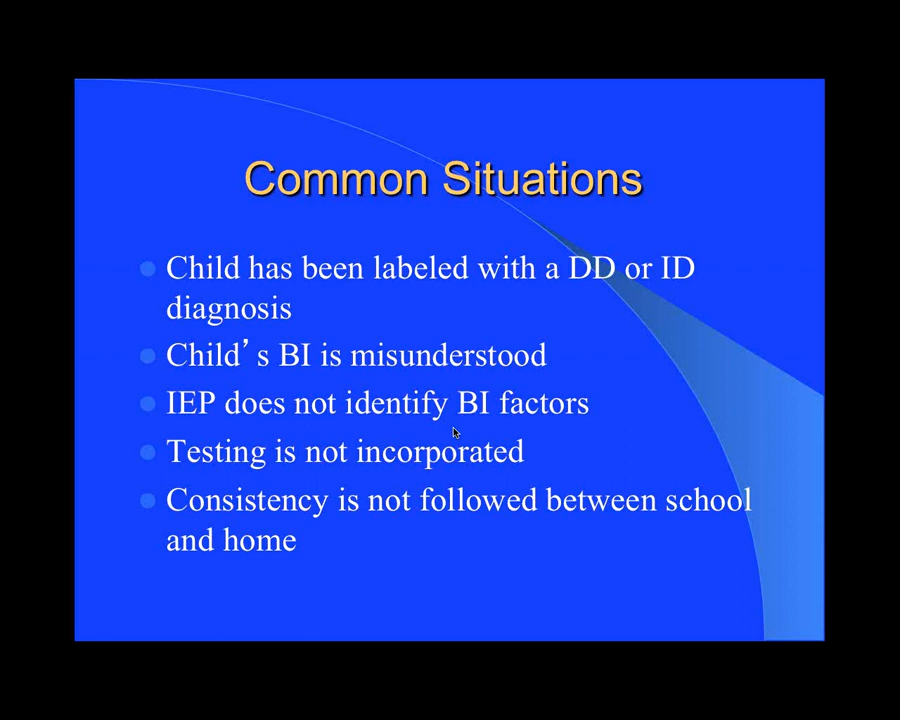 Common Situations
Child has been labeled with a DD or ID
diagnosis
Child’s BI is misunderstood
IEP does not identify BI factors
Testing is not incorporated
Consistency is not followed between school
and home